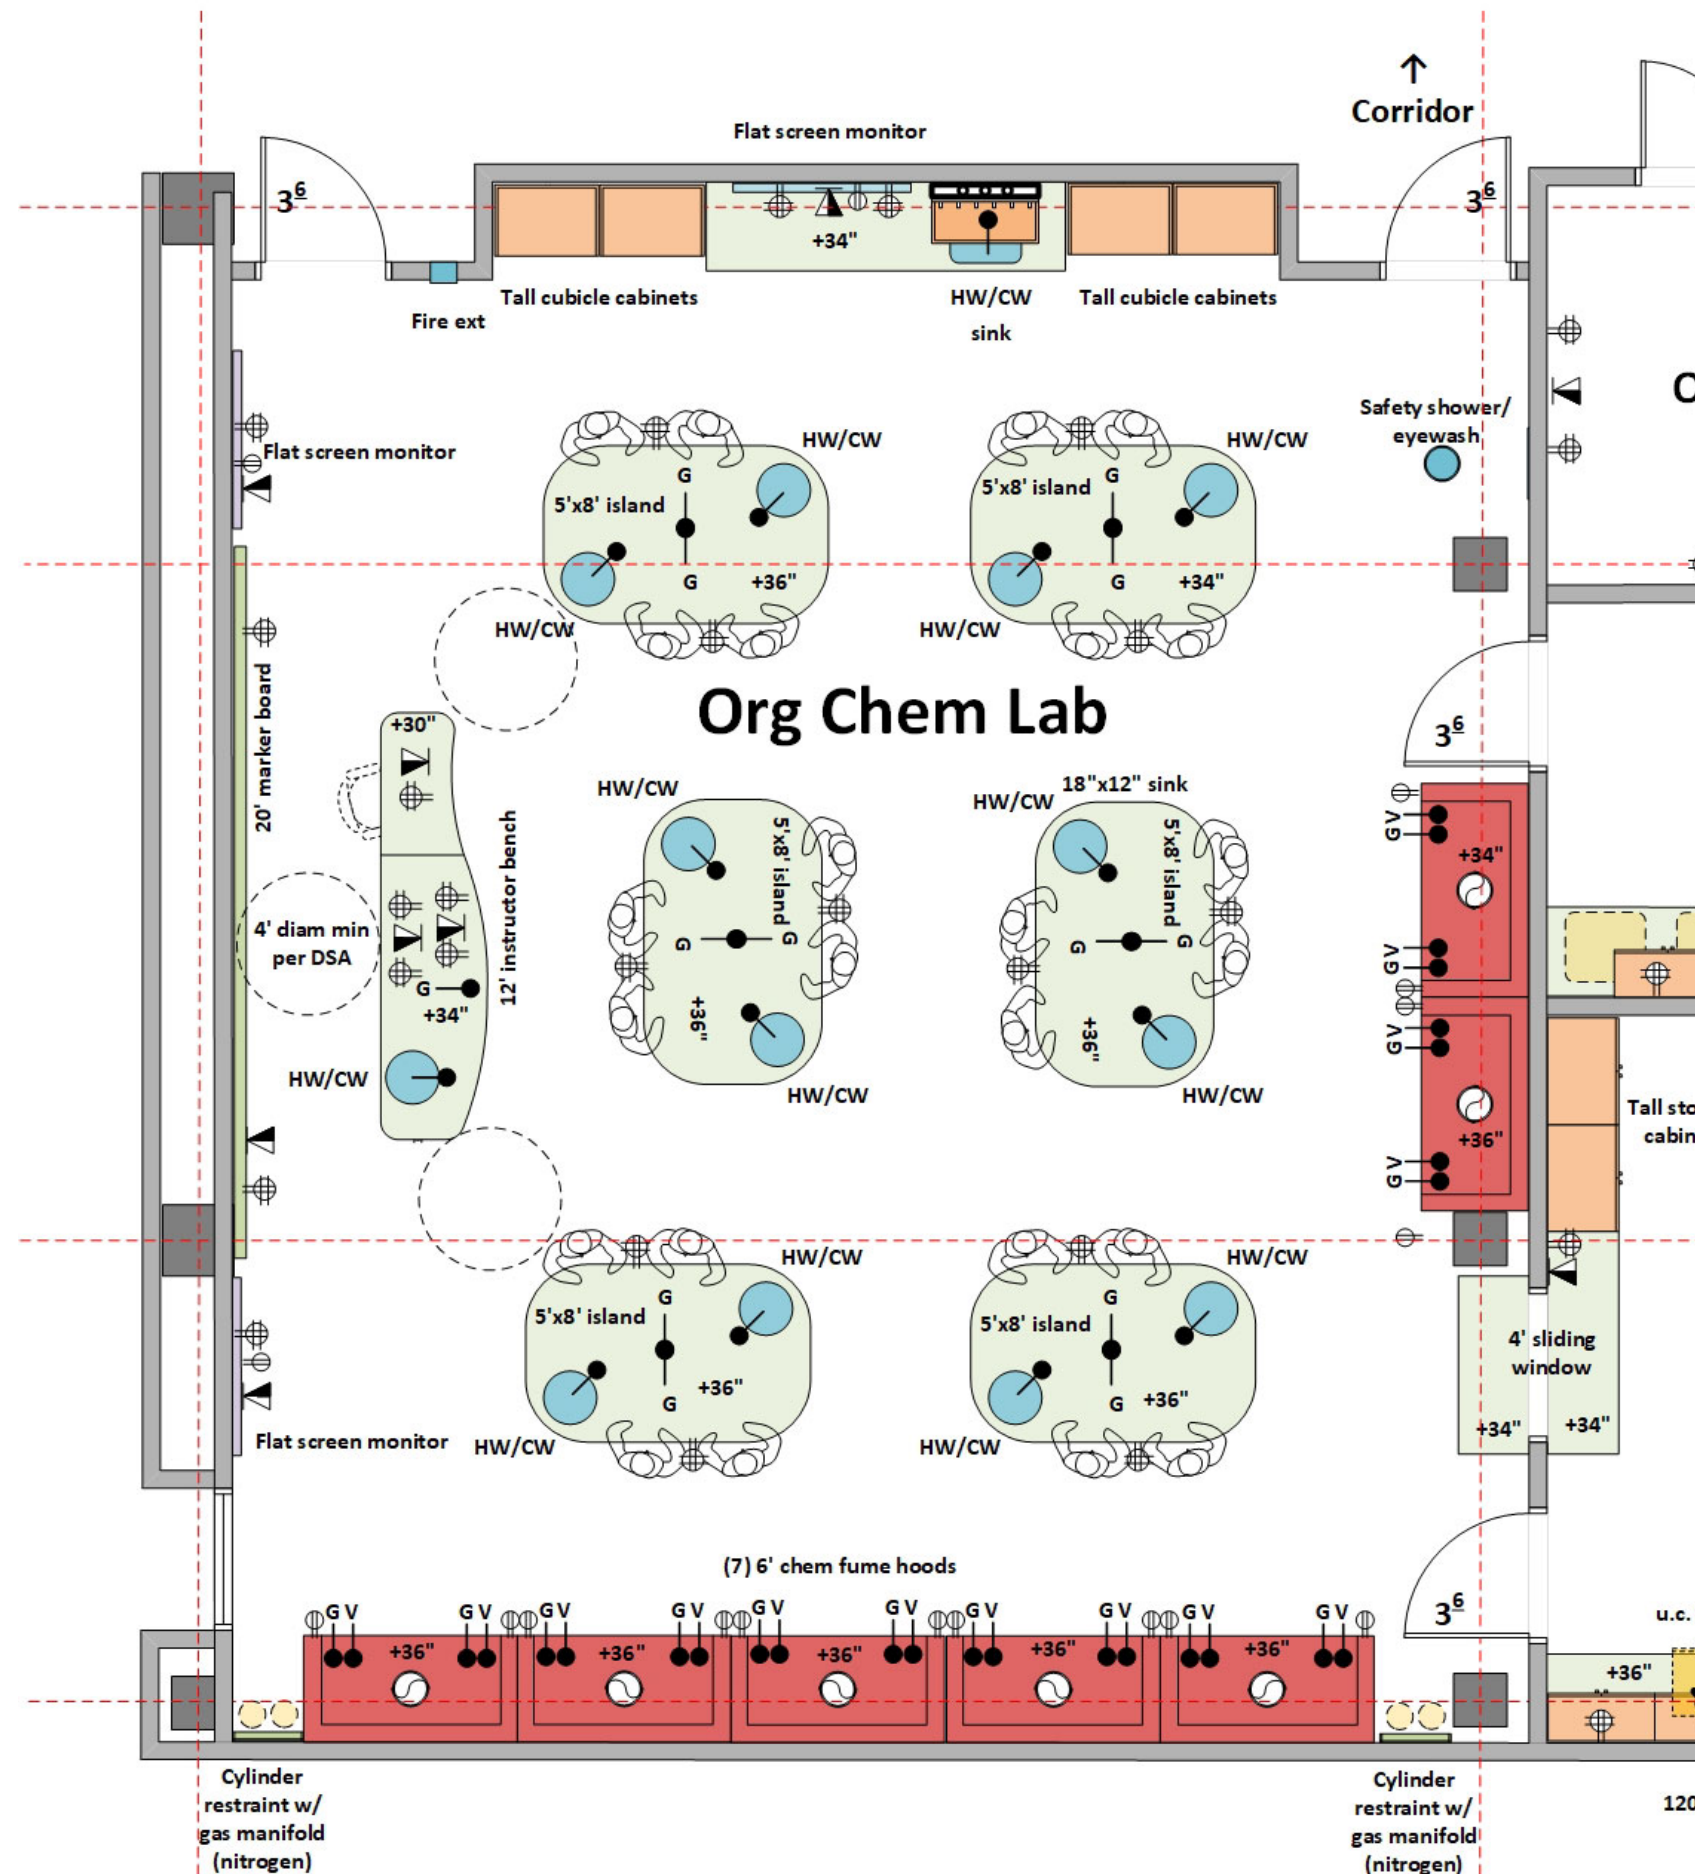 ↑
Corridor
Flat screen monitor
36
36
+34"
Tall cubicle cabinets
HW/CW
sink
Tall cubicle cabinets
Fire ext
Safety shower/
eyewash
Flat screen monitor
HW/CW
5'x8' island
G
G
+36"
HW/CW
HW/CW
5'x8' island
G
G
+34"
HW/CW
Org Chem Lab
20' marker board
+30"
12' instructor bench
4' diam min
per DSA
G
+34"
HW/CW
HW/CW
5'x8' island
G
G
+36"
HW/CW
18"x12" sink
HW/CW
5'x8' island
G
G
+36"
HW/CW
36
G V
+34"
G V
G V
+36"
G V
Tall sto
cabin
HW/CW
5'x8' island
G
G
+36"
HW/CW
HW/CW
5'x8' island
G
G
+36"
HW/CW
4' sliding
window
+34"
+34"
Flat screen monitor
(7) 6' chem fume hoods
36
u.c.
G V
G V
G V
G V
G V
G V
G V
G V
G V
G V
+36"
+36"
+36"
+36"
+36"
+36"
Cylinder
restraint w/
gas manifold
(nitrogen)
Cylinder
restraint w/
gas manifold
(nitrogen)
120